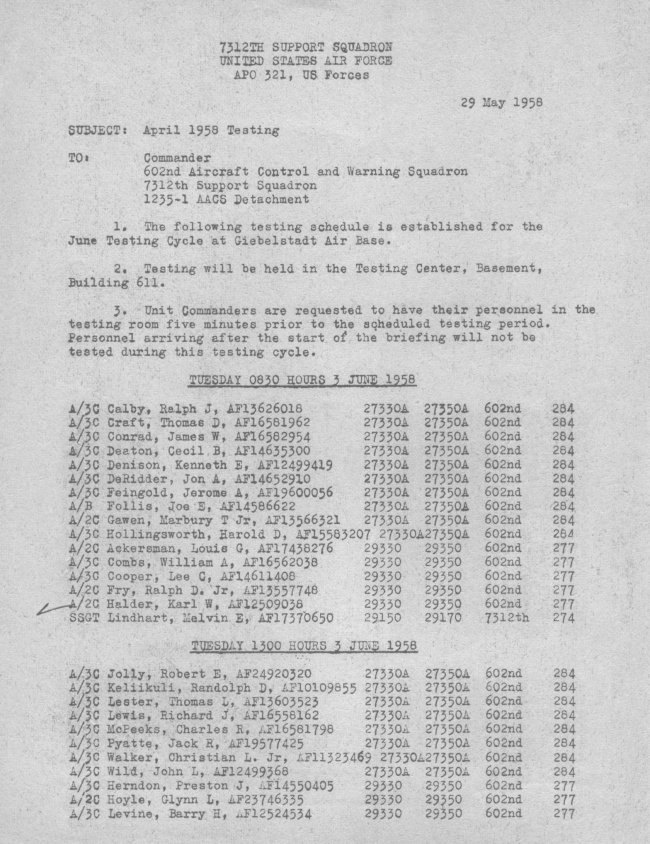 7312TH SUPPORT SQUADRON
UNITED STATES AIR FORCE
APO 321, US Forces
29 May 1958
SUBJECT: April 1958 Testing
TO: Commander
602nd Aircraft Control and Warning Squadron
7312th Support Squadron
1235-1 AACS Detachment
1. The following testing schedule is established for the
June Testing Cycle at Giebelstadt Air Base.
2. Testing will be held in the Testing Center, Basement,
Building 611.
3. Unit Commanders are requested to have their personnel in the
testing room five minutes prior to the scheduled testing period.
Personnel arriving after the start of the briefing will not be
tested during this testing cycle.
TUESDAY 0830 HOURS 3 JUNE 1958
A/3C Calby, Ralph J, AF13626018 27330A 27350A 602nd 284
A/3C Craft, Thomas D, AF16581962 27330A 27350A 602nd 284
A/3C Conrad, James W, AF16582954 27330A 27350A 602nd 284
A/3C Deaton, Cecil B, AF14635300 27330A 27350A 602nd 284
A/3C Denison, Kenneth E, AF12499419 27330A 27350A 602nd 284
A/3C DeRidder, Jon A, AF14652910 27330A 27350A 602nd 284
A/3C Feingold, Jerome A, AF19600056 27330A 27350A 602nd 284
A/B Follis, Joe E, AF14586622 27330A 27350A 602nd 284
A/2C Gawen, Marbury T Jr, AF13566321 27330A 27350A 602nd 284
A/3C Hollingsworth, Harold D, AF15583207 27330A27350A 602nd 284
A/2C Ackersman, Louis G, AF17438276 29330 29350 602nd 277
A/3C Combs, William A, AF16562038 29330 29350 602nd 277
A/3C Cooper, Lee C, AF14611408 29330 29350 602nd 277
A/2C Fry, Ralph D. Jr, AF13557748 29330 29350 602nd 277
A/2C Halder, Karl W, AF12509038 29330 29350 602nd 277
SSGT Lindhart, Melvin E, AF17370650 29150 29170 7312th 274
TUESDAY 1300 HOURS 3 JUNE 1958
A/3C Jolly, Robert E, AF24920320 27330A 27350A 602nd 284
A/3C Keliikuli, Randolph D, AF10109855 27330A 27350A 602nd 284
A/3C Lester, Thomas L, AF13603523 27330A 27350A 602nd 284
A/3C Lewis, Richard J, AF16558162 27330A 27350A 602nd 284
A/3C McPeeks, Charles R, AF16581798 27330A 27350A 602nd 284
A/3C Pyatte, Jack R, AF19577425 27330A 27350A 602nd 284
A/3C Walker, Christian L. Jr, AF11323469 27330A27350A 602nd 284
A/3C Wild, John L, AF12499368 27330A 27350A 602nd 284
A/3C Herndon, Preston J, AF14550405 29330 29350 602nd 277
A/2C Hoyle, Glynn L, AF23746335 29330 29350 602nd 277
A/3C Levine, Barry H, AF12524534 29330 29350 602nd 277